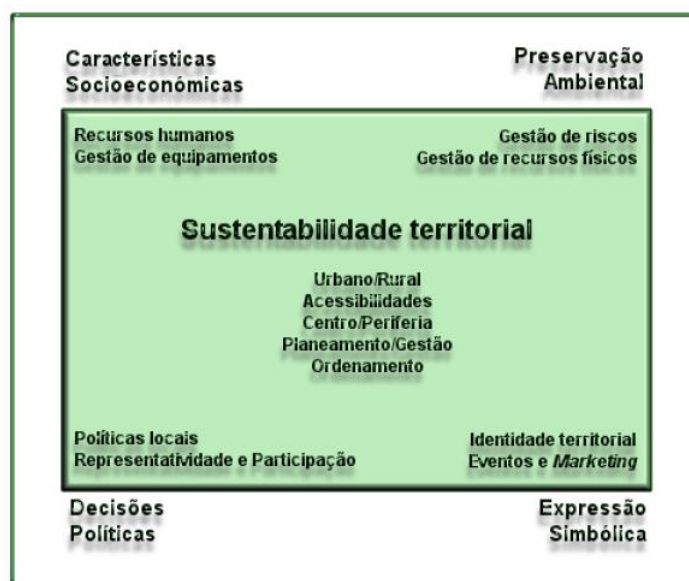 Características
Socioeconómicas
Preservação
Ambiental
Recursos humanos
Gestão de equipamentos
Gestão de riscos
Gestão de recursos físicos
Sustentabilidade territorial
Urbano/Rural
Acessibilidades
Centro/Periferia
Planeamento/Gestão
Ordenamento
Políticas locais
Representatividade e Participação
Identidade territorial
Eventos e Marketing
Decisões
Políticas
Expressão
Simbólica